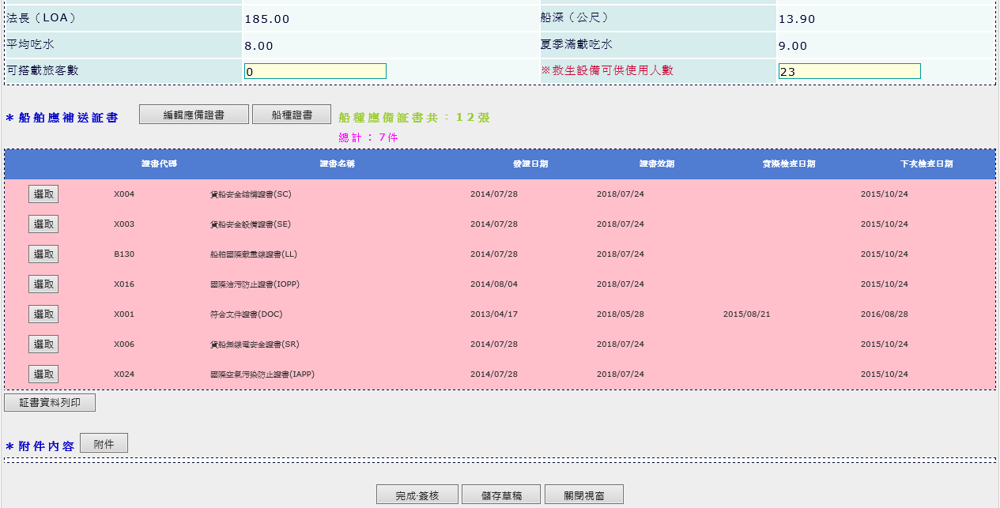 法長（LOA） 185.00 船深（公尺） 13.90
平均吃水 8.00 夏季滿載吃水 9.00
可搭載旅客數 0 ※救生設備可供使用人數 23
*船舶應補送証書 編輯應備證書 船種證書 船種應備証書共：12張
總計：7件
證書代碼 證書名稱 發證日期 證書效期 實際檢查日期 下次檢查日期
選取 X004 貨船安全結構證書(SC) 2014/07/28 2018/07/24 2015/10/24
選取 X003 貨船安全設備證書(SE) 2014/07/28 2018/07/24 2015/10/24
選取 B130 船舶國際載重線證書(LL) 2014/07/28 2018/07/24 2015/10/24
選取 X016 國際油污防止證書(IOPP) 2014/08/04 2018/07/24 2015/10/24
選取 X001 符合文件證書(DOC) 2013/04/17 2018/05/28 2015/08/21 2016/08/28
選取 X006 貨船無線電安全證書(SR) 2014/07/28 2018/07/24 2015/10/24
選取 X024 國際空氣污染防止證書(IAPP) 2014/07/28 2018/07/24 2015/10/24
証書資料列印
*附件內容 附件
完成‧簽核 儲存草稿 關閉視窗